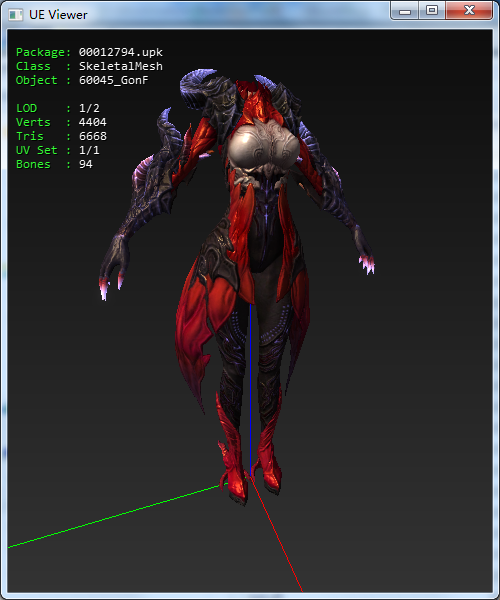 UE Viewer
Package: 00012794.upk
Class : SkeletalMesh
Object : 60045_GonF
LOD : 1/2
Verts : 4404
Tris : 6668
UV Set : 1/1
Bones : 94